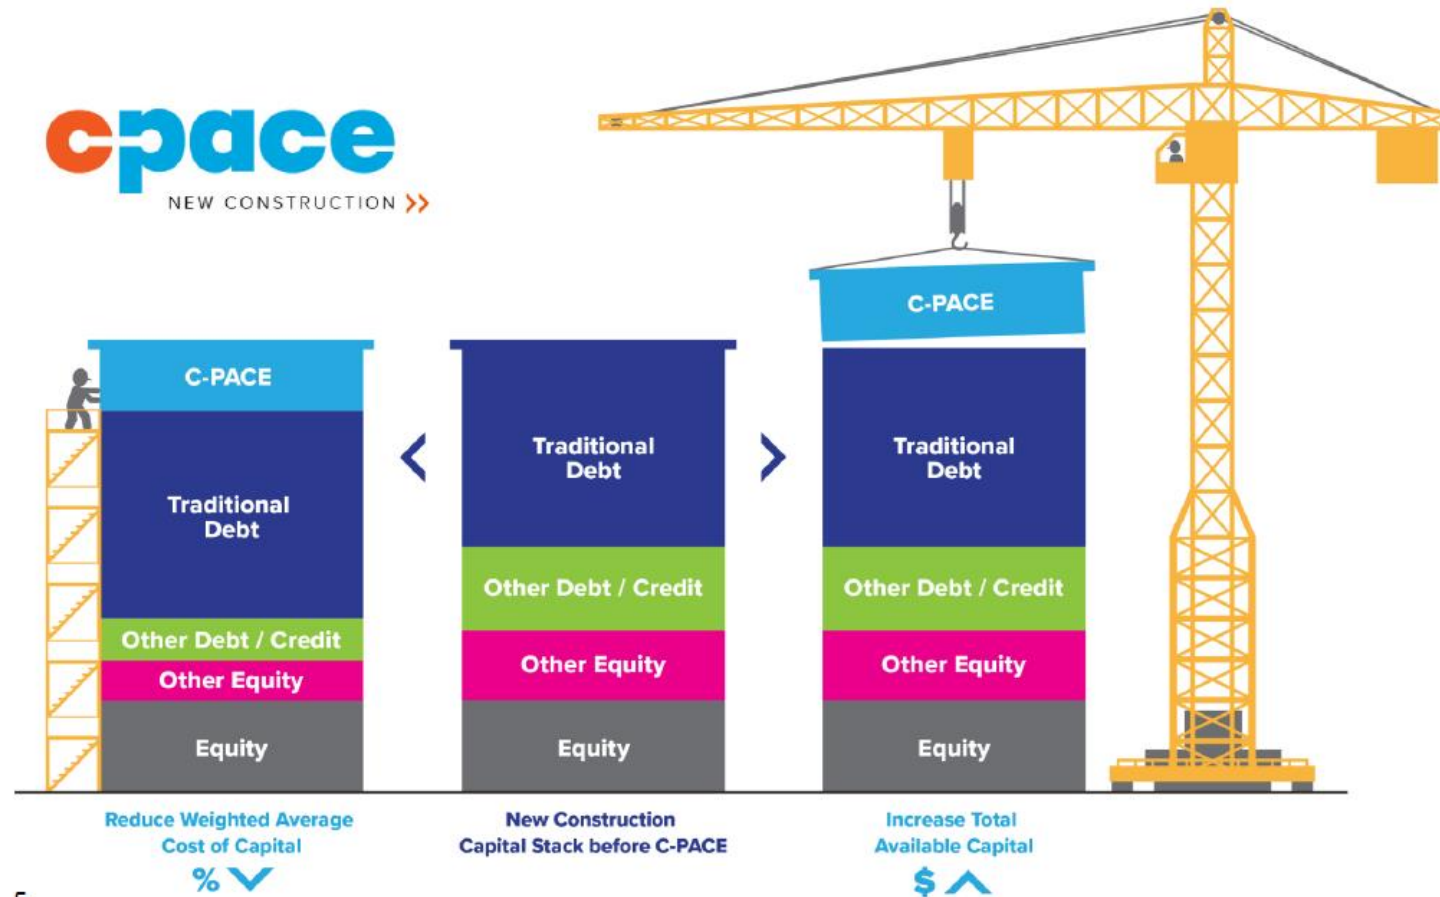 cpace
NEW CONSTRUCTION >>
C-PACE
Traditional
Debt
Other Debt / Credit
Other Equity
Equity
Reduce Weighted Average
Cost of Capital
%
<
Traditional
Debt
Other Debt / Credit
Other Equity
Equity
New Construction
Capital Stack before C-PACE
>
C-PACE
Traditional
Debt
Other Debt / Credit
Other Equity
Equity
Increase Total
Available Capital
$